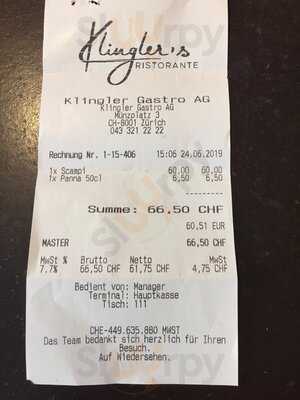 Klingler's
RISTORANTE
Klingler Gastro AG
Klingler Gastro AG
Münzplatz 3
CH-8001 Zürich
043 321 22 22
Rechnung Nr. 1-15-406 15:06 24.06.2019
1x Scampi 60,00 60,00
1x Panna 50cl 6,50 6,50
---------
Summe: 66,50 CHF
60,51 EUR
MASTER 66,50 CHF
MwSt % Brutto Netto MwSt
7.7% 66,50 CHF 61,75 CHF 4,75 CHF
Bedient von: Manager
Terminal: Hauptkasse
Tisch: 111
CHE-449.635.880 MWST
Das Team bedankt sich herzlich für Ihren
Besuch.
Auf Wiedersehen.